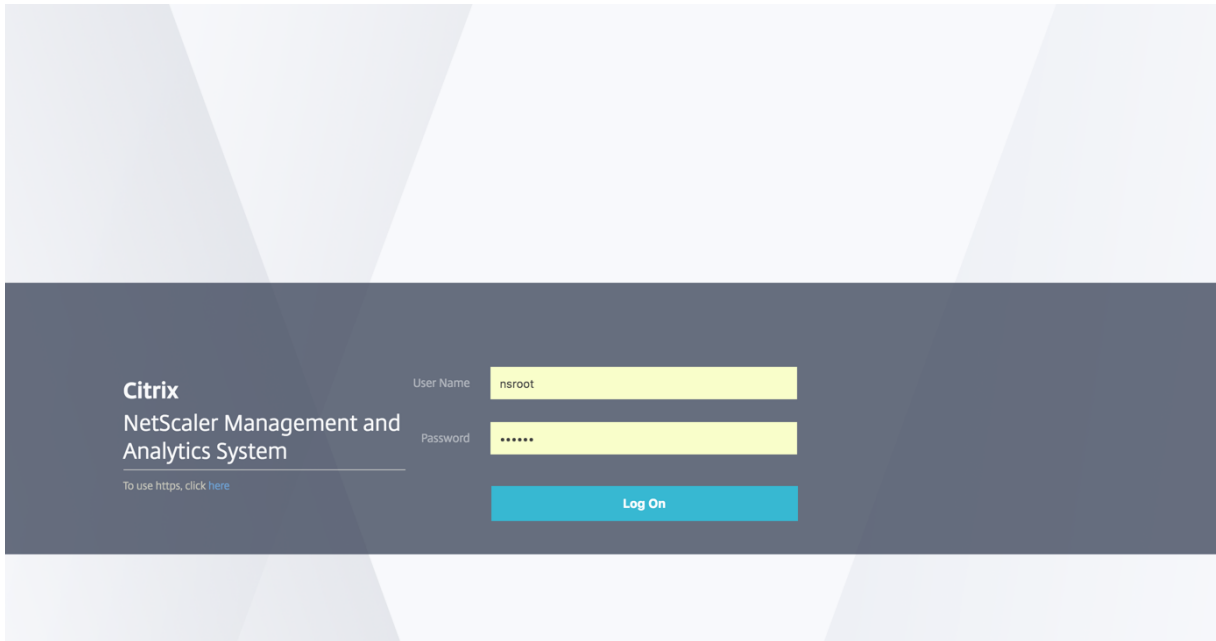 Citrix
NetScaler Management and
Analytics System
To use https, click here
User Name
nsroot
Password
••••••
Log On